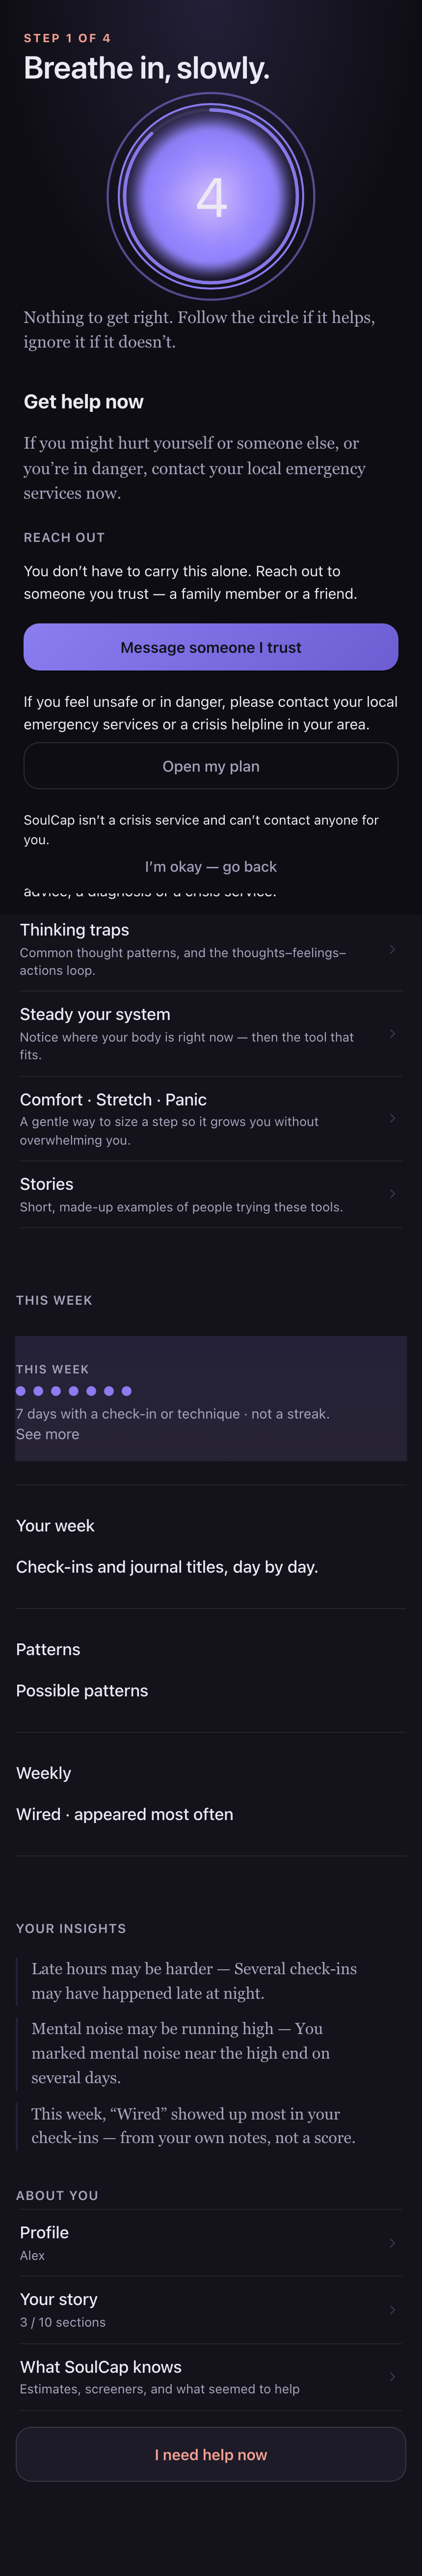 STEP 1 OF 4
Breathe in, slowly.
4
Nothing to get right. Follow the circle if it helps,
ignore it if it doesn’t.
Get help now
If you might hurt yourself or someone else, or
you’re in danger, contact your local emergency
services now.
REACH OUT
You don’t have to carry this alone. Reach out to
someone you trust — a family member or a friend.
Message someone I trust
If you feel unsafe or in danger, please contact your local
emergency services or a crisis helpline in your area.
Open my plan
SoulCap isn’t a crisis service and can’t contact anyone for
you.
I’m okay — go back
advice, a diagnosis or a crisis service.
Thinking traps
Common thought patterns, and the thoughts–feelings–
actions loop.
Steady your system
Notice where your body is right now — then the tool that
fits.
Comfort · Stretch · Panic
A gentle way to size a step so it grows you without
overwhelming you.
Stories
Short, made-up examples of people trying these tools.
THIS WEEK
THIS WEEK
7 days with a check-in or technique · not a streak.
See more
Your week
Check-ins and journal titles, day by day.
Patterns
Possible patterns
Weekly
Wired · appeared most often
YOUR INSIGHTS
Late hours may be harder — Several check-ins
may have happened late at night.
Mental noise may be running high — You
marked mental noise near the high end on
several days.
This week, “Wired” showed up most in your
check-ins — from your own notes, not a score.
ABOUT YOU
Profile
Alex
Your story
3 / 10 sections
What SoulCap knows
Estimates, screeners, and what seemed to help
I need help now